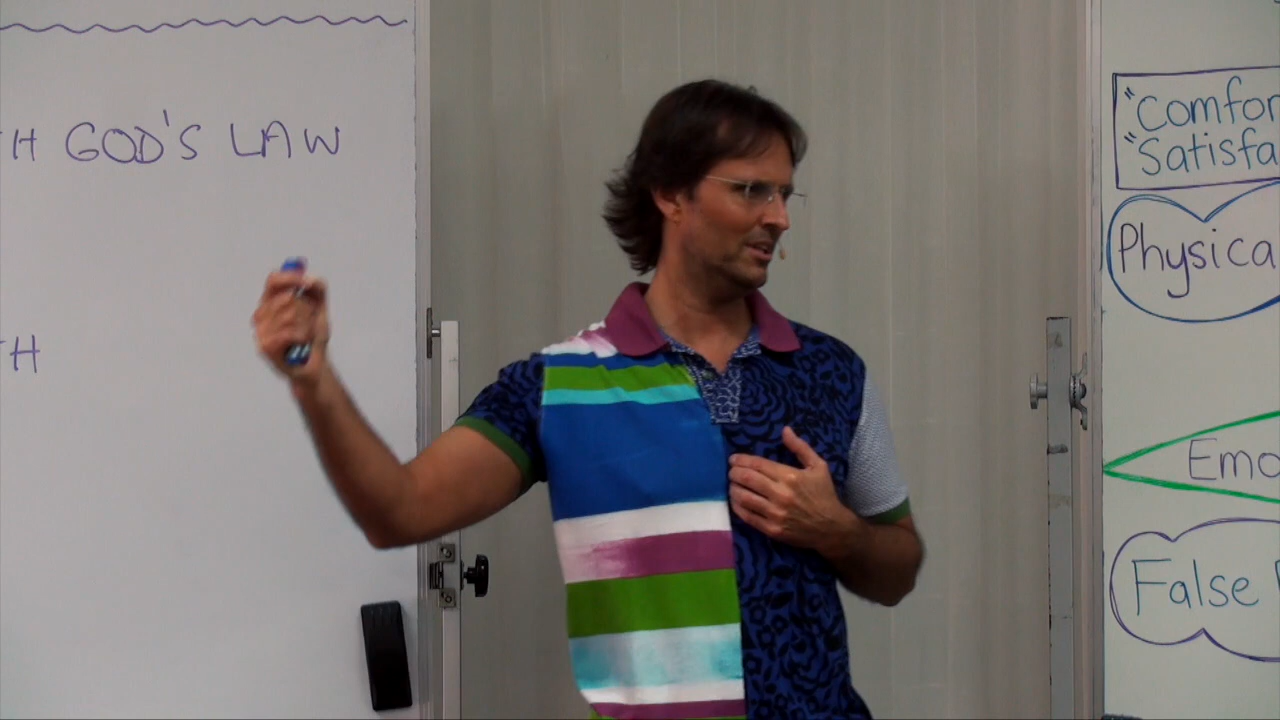 H GOD'S LAW
H
"Comfor
"Satisfa
Physica
Emo
False